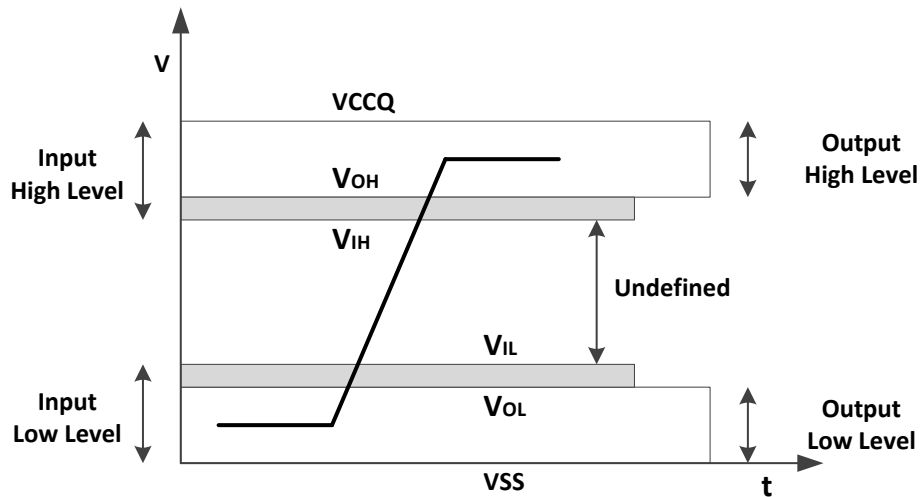 V
VCCQ
Input
High Level
Output
High Level
VOH
VIH
Undefined
VIL
Input
Low Level
VOL
Output
Low Level
VSS
t